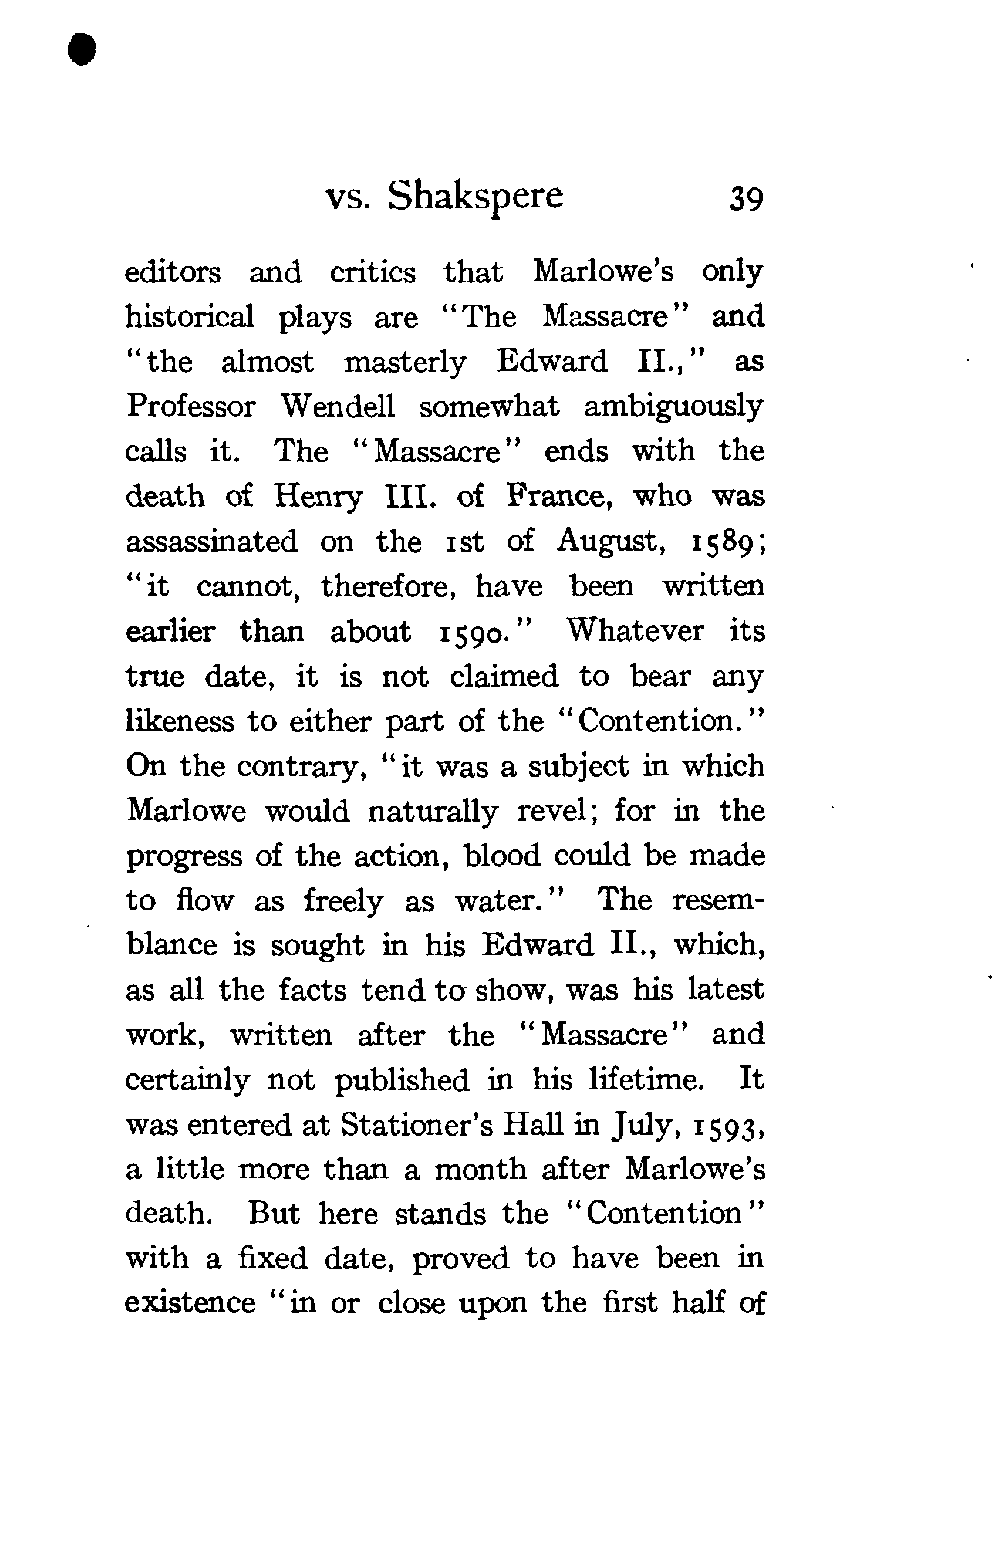 vs. Shakspere 39
editors and critics that Marlowe's only
historical plays are "The Massacre" and
"the almost masterly Edward II.," as
Professor Wendell somewhat ambiguously
calls it. The "Massacre" ends with the
death of Henry III. of France, who was
assassinated on the 1st of August, 1589;
"it cannot, therefore, have been written
earlier than about 1590." Whatever its
true date, it is not claimed to bear any
likeness to either part of the "Contention."
On the contrary, "it was a subject in which
Marlowe would naturally revel; for in the
progress of the action, blood could be made
to flow as freely as water." The resem-
blance is sought in his Edward II., which,
as all the facts tend to show, was his latest
work, written after the "Massacre" and
certainly not published in his lifetime. It
was entered at Stationer's Hall in July, 1593,
a little more than a month after Marlowe's
death. But here stands the "Contention"
with a fixed date, proved to have been in
existence "in or close upon the first half of